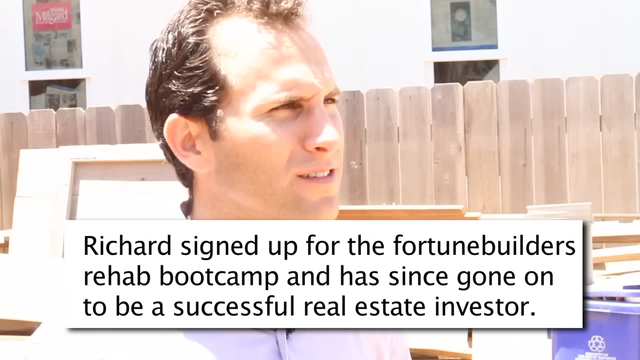 Milgard
Richard signed up for the fortunebuilders
rehab bootcamp and has since gone on
to be a successful real estate investor.